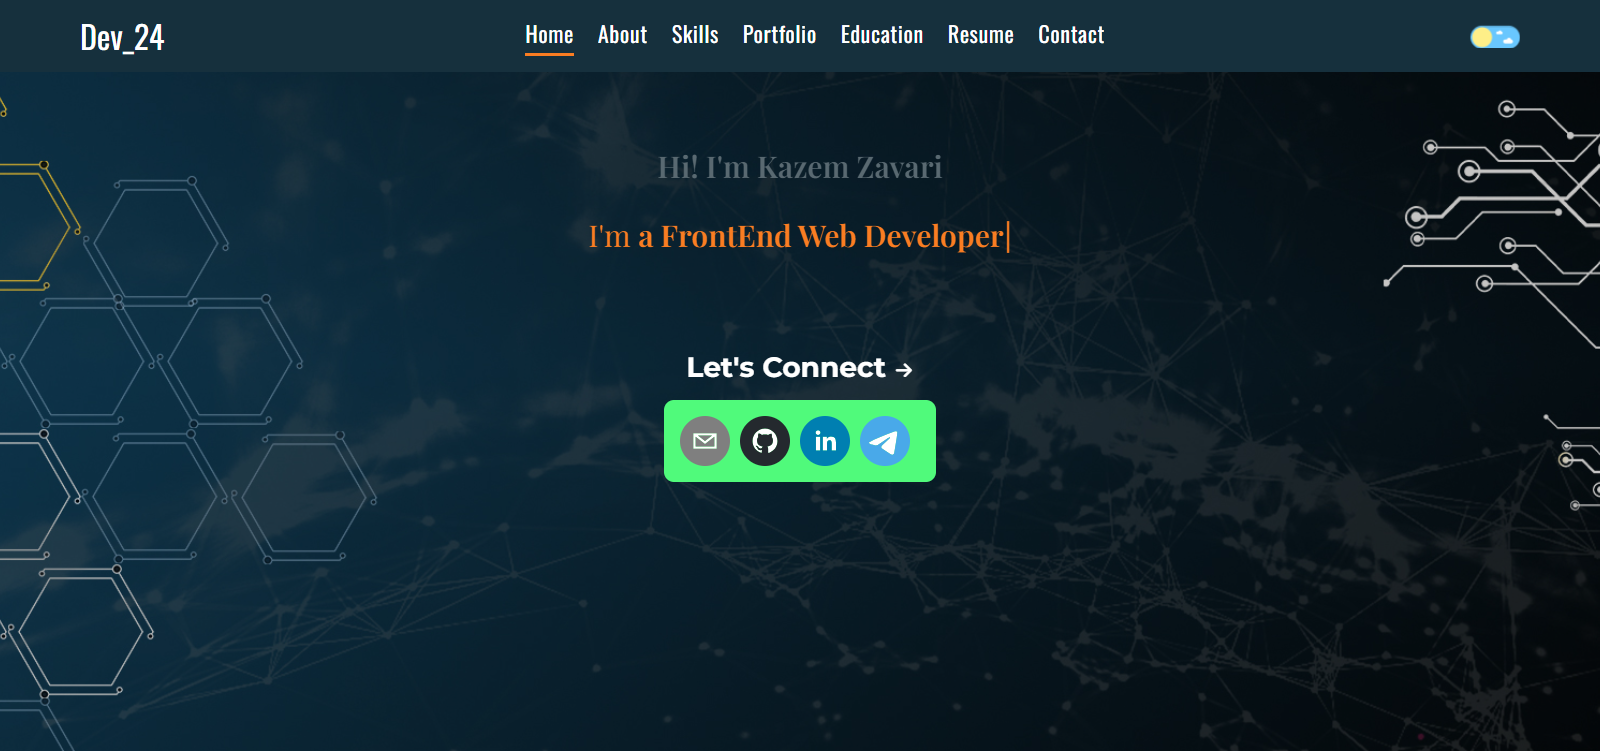 Dev_24
Home About Skills Portfolio Education Resume Contact
Hi! I'm Kazem Zavari
I'm a FrontEnd Web Developer|
Let's Connect →
in